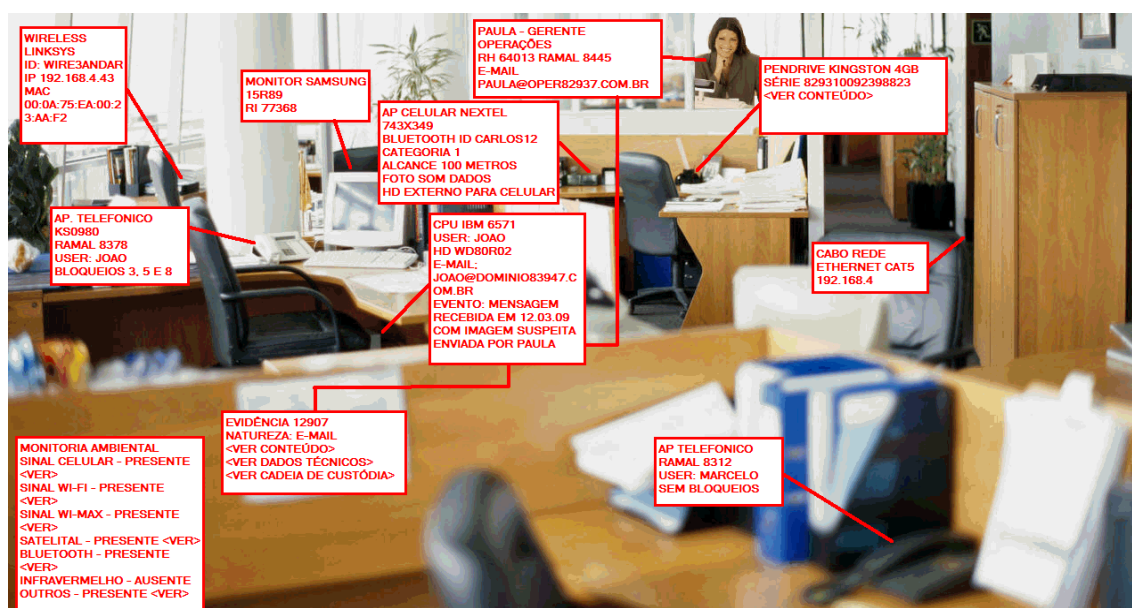 WIRELESS
LINKSYS
ID: WIRE3ANDAR
IP 192.168.4.43
MAC
00:0A:75:EA:00:2
3:AA:F2
MONITOR SAMSUNG
15R89
RI 77368
PAULA - GERENTE
OPERAÇÕES
RH 64013 RAMAL 8445
E-MAIL
PAULA@OPER82937.COM.BR
PENDRIVE KINGSTON 4GB
SÉRIE 829310092398823
<VER CONTEÚDO>
AP CELULAR NEXTEL
743X349
BLUETOOTH ID CARLOS12
CATEGORIA 1
ALCANCE 100 METROS
FOTO SOM DADOS
HD EXTERNO PARA CELULAR
AP. TELEFONICO
KS0980
RAMAL 8378
USER: JOAO
BLOQUEIOS 3, 5 E 8
CPU IBM 6571
USER: JOAO
HD WD80R02
E-MAIL;
JOAO@DOMINIO83947.C
OM.BR
EVENTO: MENSAGEM
RECEBIDA EM 12.03.09
COM IMAGEM SUSPEITA
ENVIADA POR PAULA
CABO REDE
ETHERNET CAT5
192.168.4
EVIDÊNCIA 12907
NATUREZA: E-MAIL
<VER CONTEÚDO>
<VER DADOS TÉCNICOS>
<VER CADEIA DE CUSTÓDIA>
MONITORIA AMBIENTAL
SINAL CELULAR - PRESENTE
<VER>
SINAL WI-FI - PRESENTE
<VER>
SINAL WI-MAX - PRESENTE
<VER>
SATELITAL - PRESENTE <VER>
BLUETOOTH - PRESENTE
<VER>
INFRAVERMELHO - AUSENTE
OUTROS - PRESENTE <VER>
AP TELEFONICO
RAMAL 8312
USER: MARCELO
SEM BLOQUEIOS